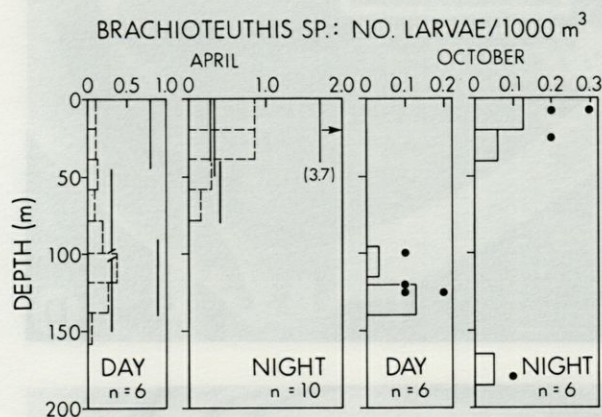 BRACHIOTEUTHIS SP.: NO. LARVAE/1000 m³
APRIL OCTOBER
0 0.5 1.0 0 1.0 2.0 0 0.1 0.2 0 0.1 0.2 0.3
0
50
100
150
200
DEPTH (m)
(3.7)
DAY NIGHT DAY NIGHT
n=6 n=10 n=6 n=6